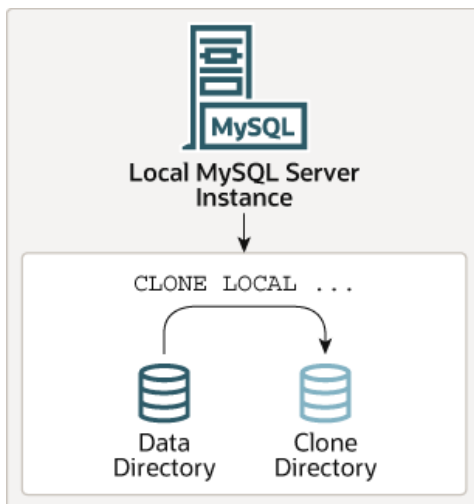 MySQL
Local MySQL Server
Instance
CLONE LOCAL ...
Data
Directory
Clone
Directory